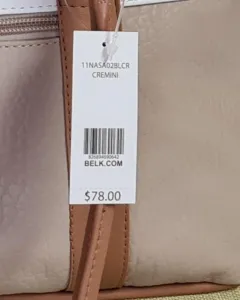 11NASA02BLCR
CREMINI
BELK.COM
$78.00